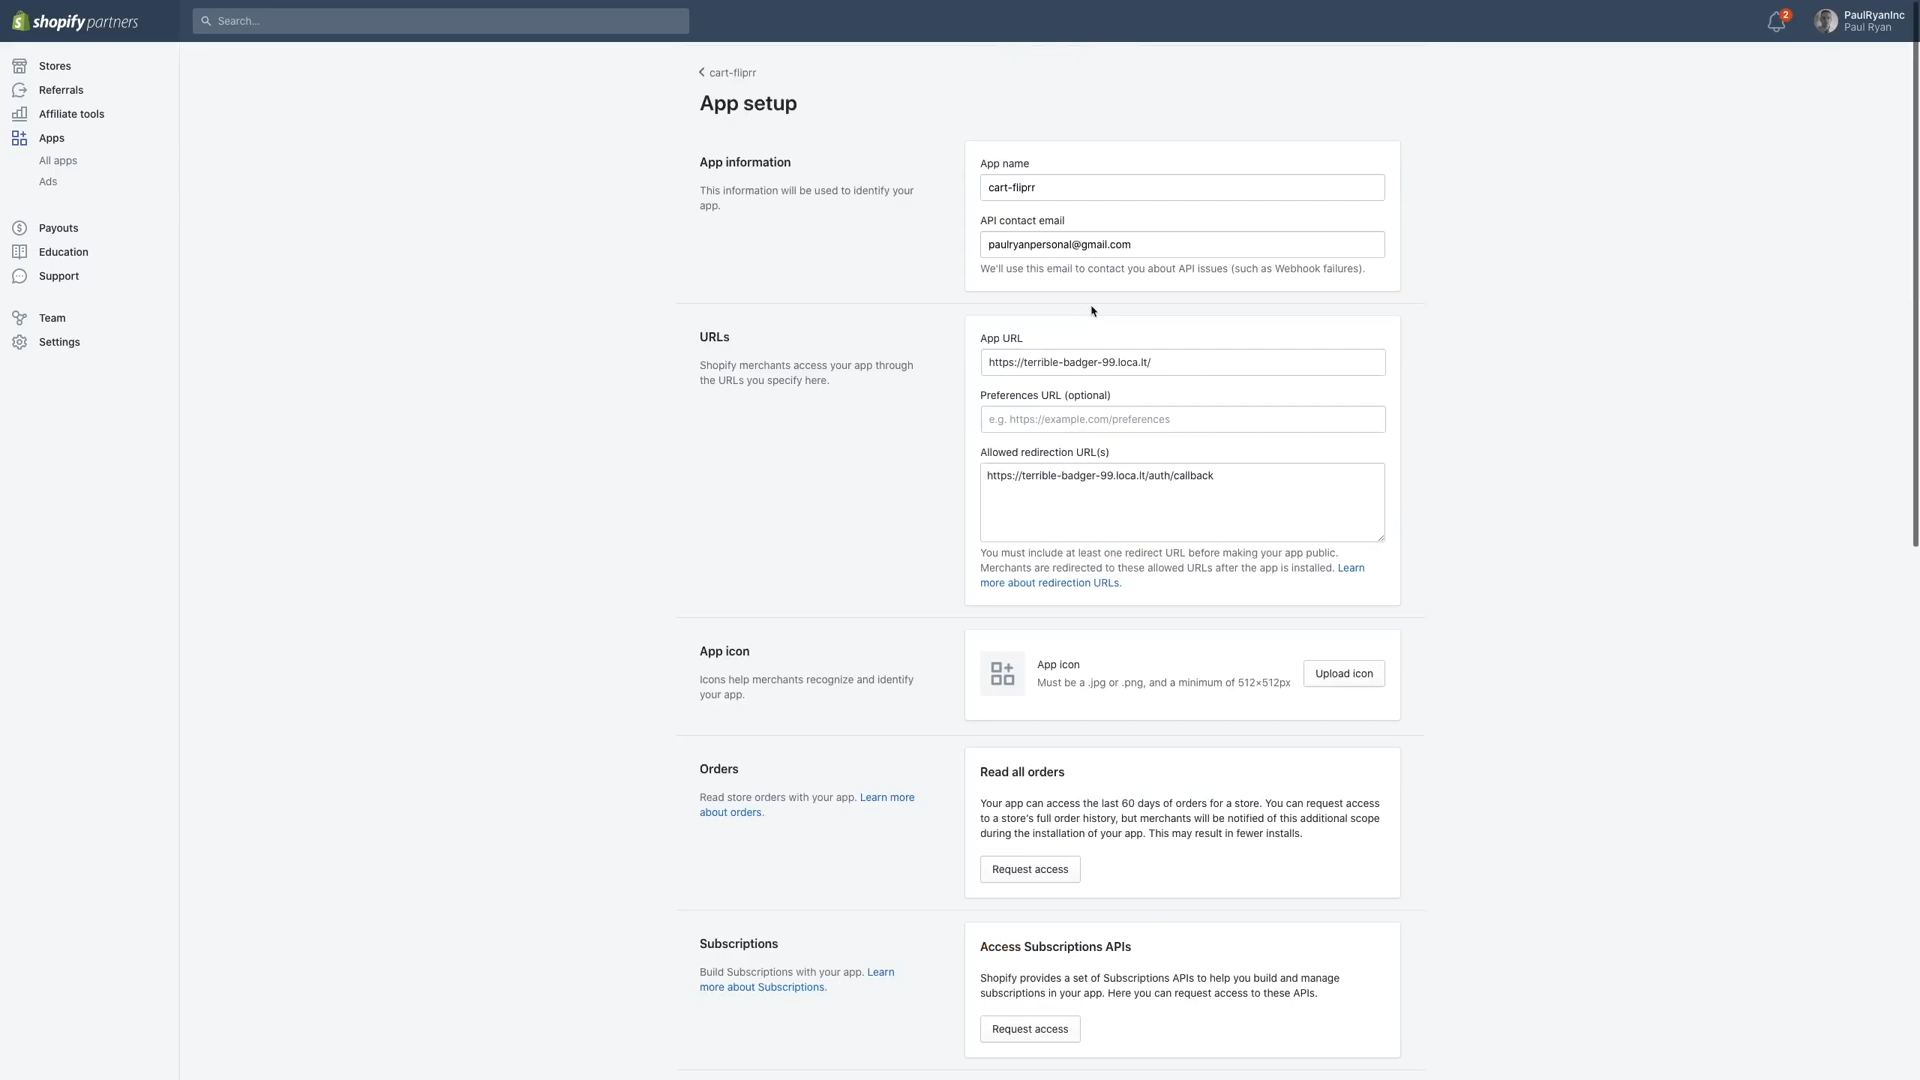 shopify partners
Search...
2
PaulRyanInc
Paul Ryan
Stores
Referrals
Affiliate tools
Apps
All apps
Ads
Payouts
Education
Support
Team
Settings
cart-fliprr
App setup
App information
This information will be used to identify your
app.
App name
cart-fliprr
API contact email
paulryanpersonal@gmail.com
We'll use this email to contact you about API issues (such as Webhook failures).
URLs
Shopify merchants access your app through
the URLs you specify here.
App URL
https://terrible-badger-99.loca.lt/
Preferences URL (optional)
e.g. https://example.com/preferences
Allowed redirection URL(s)
https://terrible-badger-99.loca.lt/auth/callback
You must include at least one redirect URL before making your app public.
Merchants are redirected to these allowed URLs after the app is installed. Learn
more about redirection URLs.
App icon
Icons help merchants recognize and identify
your app.
App icon
Must be a .jpg or .png, and a minimum of 512×512px
Upload icon
Orders
Read store orders with your app. Learn more
about orders.
Read all orders
Your app can access the last 60 days of orders for a store. You can request access
to a store's full order history, but merchants will be notified of this additional scope
during the installation of your app. This may result in fewer installs.
Request access
Subscriptions
Build Subscriptions with your app. Learn
more about Subscriptions.
Access Subscriptions APIs
Shopify provides a set of Subscriptions APIs to help you build and manage
subscriptions in your app. Here you can request access to these APIs.
Request access